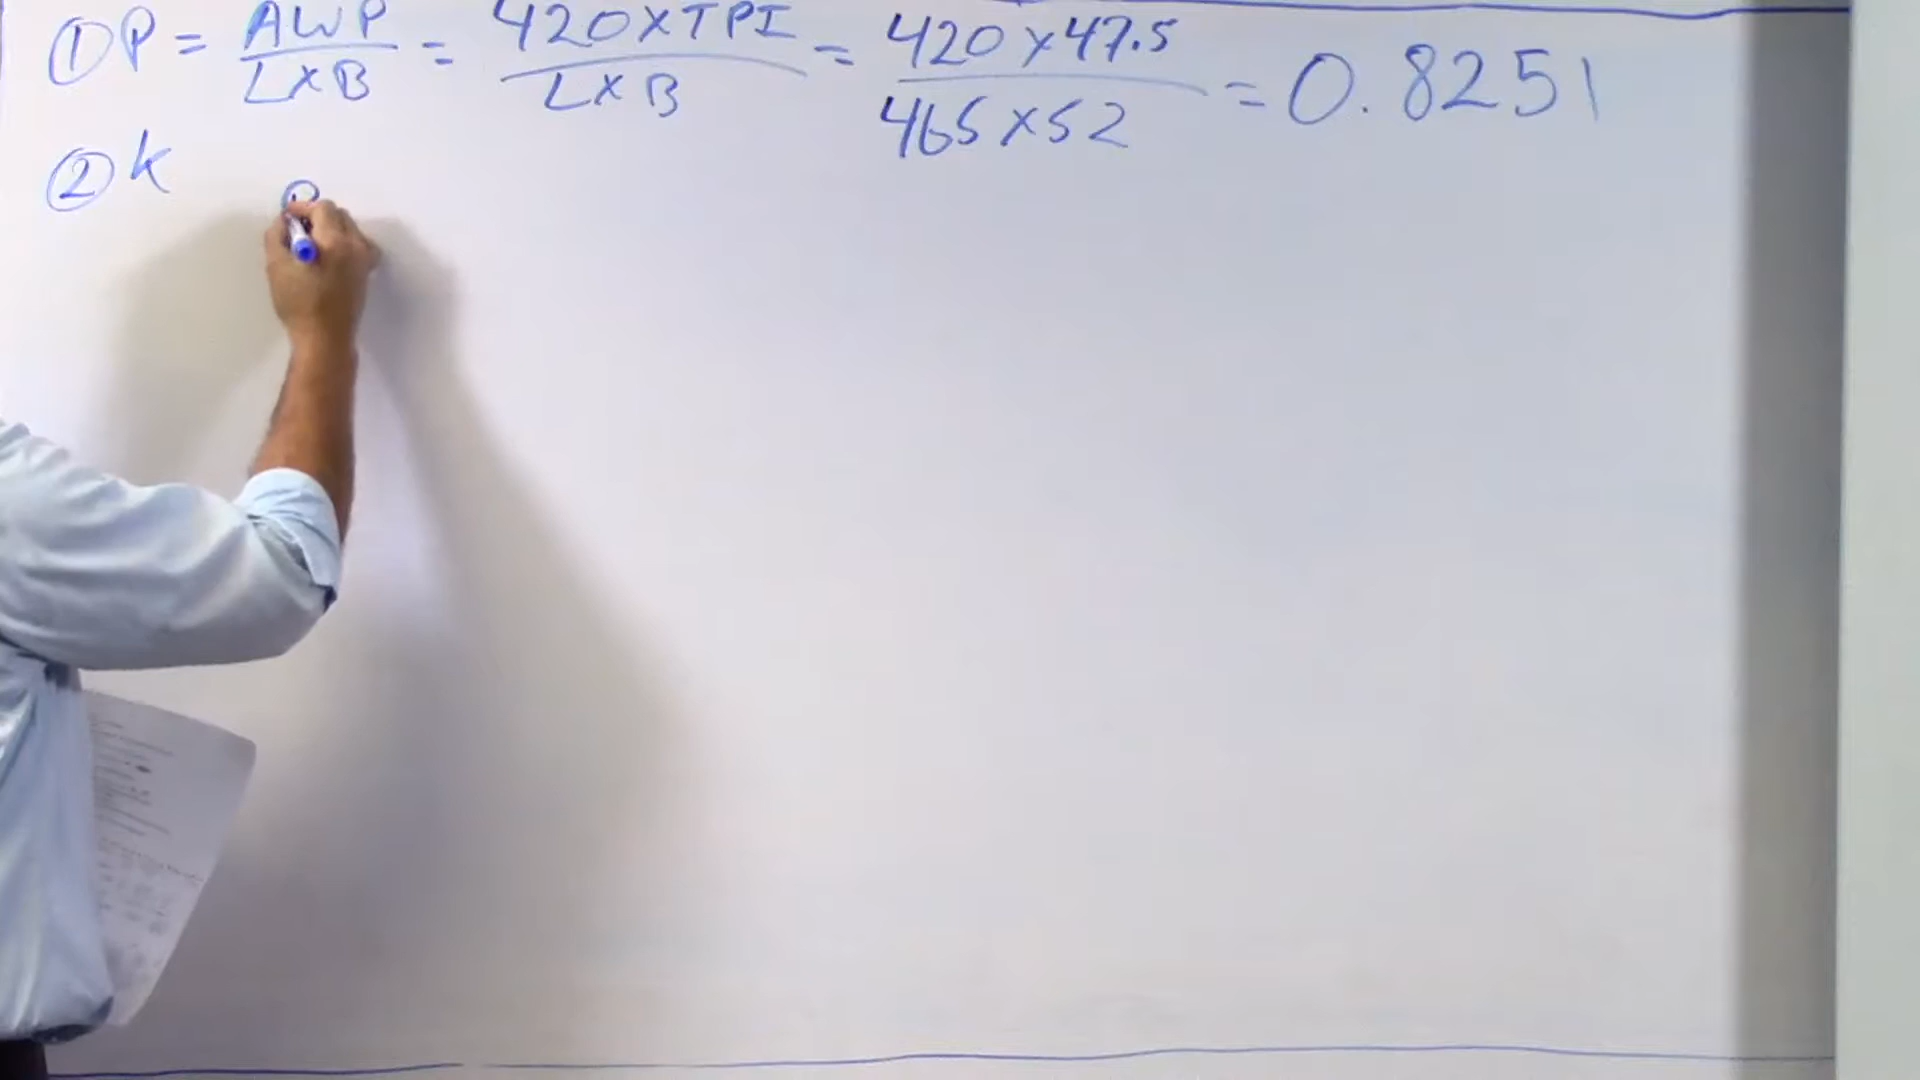 ① P = AWP / L×B = 420×TPI / L×B = 420×47.5 / 465×52 = 0.8251
② K